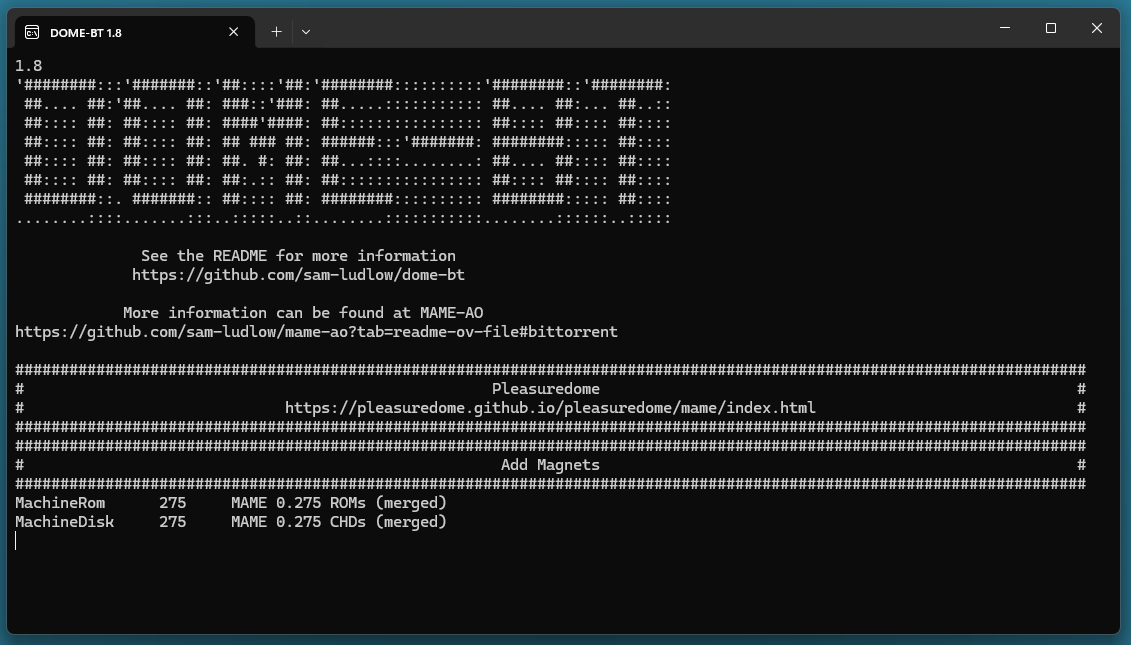 DOME-BT 1.8
1.8
'########:::'#######::'##::::'##:'########::::::::::'########::'########:
 ##.... ##:'##.... ##: ###::'###: ##.....::::::::::: ##.... ##:... ##..::
 ##:::: ##: ##:::: ##: ####'####: ##:::::::::::::::: ##:::: ##:::: ##::::
 ##:::: ##: ##:::: ##: ## ### ##: ######:::'#######: ########::::: ##::::
 ##:::: ##: ##:::: ##: ##. #: ##: ##...::::........: ##.... ##:::: ##::::
 ##:::: ##: ##:::: ##: ##:.:: ##: ##:::::::::::::::: ##:::: ##:::: ##::::
 ########::. #######:: ##:::: ##: ########:::::::::: ########::::: ##::::
........::::.......:::..:::::..::........:::::::::::........::::::..:::::
See the README for more information
https://github.com/sam-ludlow/dome-bt
More information can be found at MAME-AO
https://github.com/sam-ludlow/mame-ao?tab=readme-ov-file#bittorrent
#######################################################################################################################
# Pleasuredome #
# https://pleasuredome.github.io/pleasuredome/mame/index.html #
#######################################################################################################################
#######################################################################################################################
# Add Magnets #
#######################################################################################################################
MachineRom 275 MAME 0.275 ROMs (merged)
MachineDisk 275 MAME 0.275 CHDs (merged)